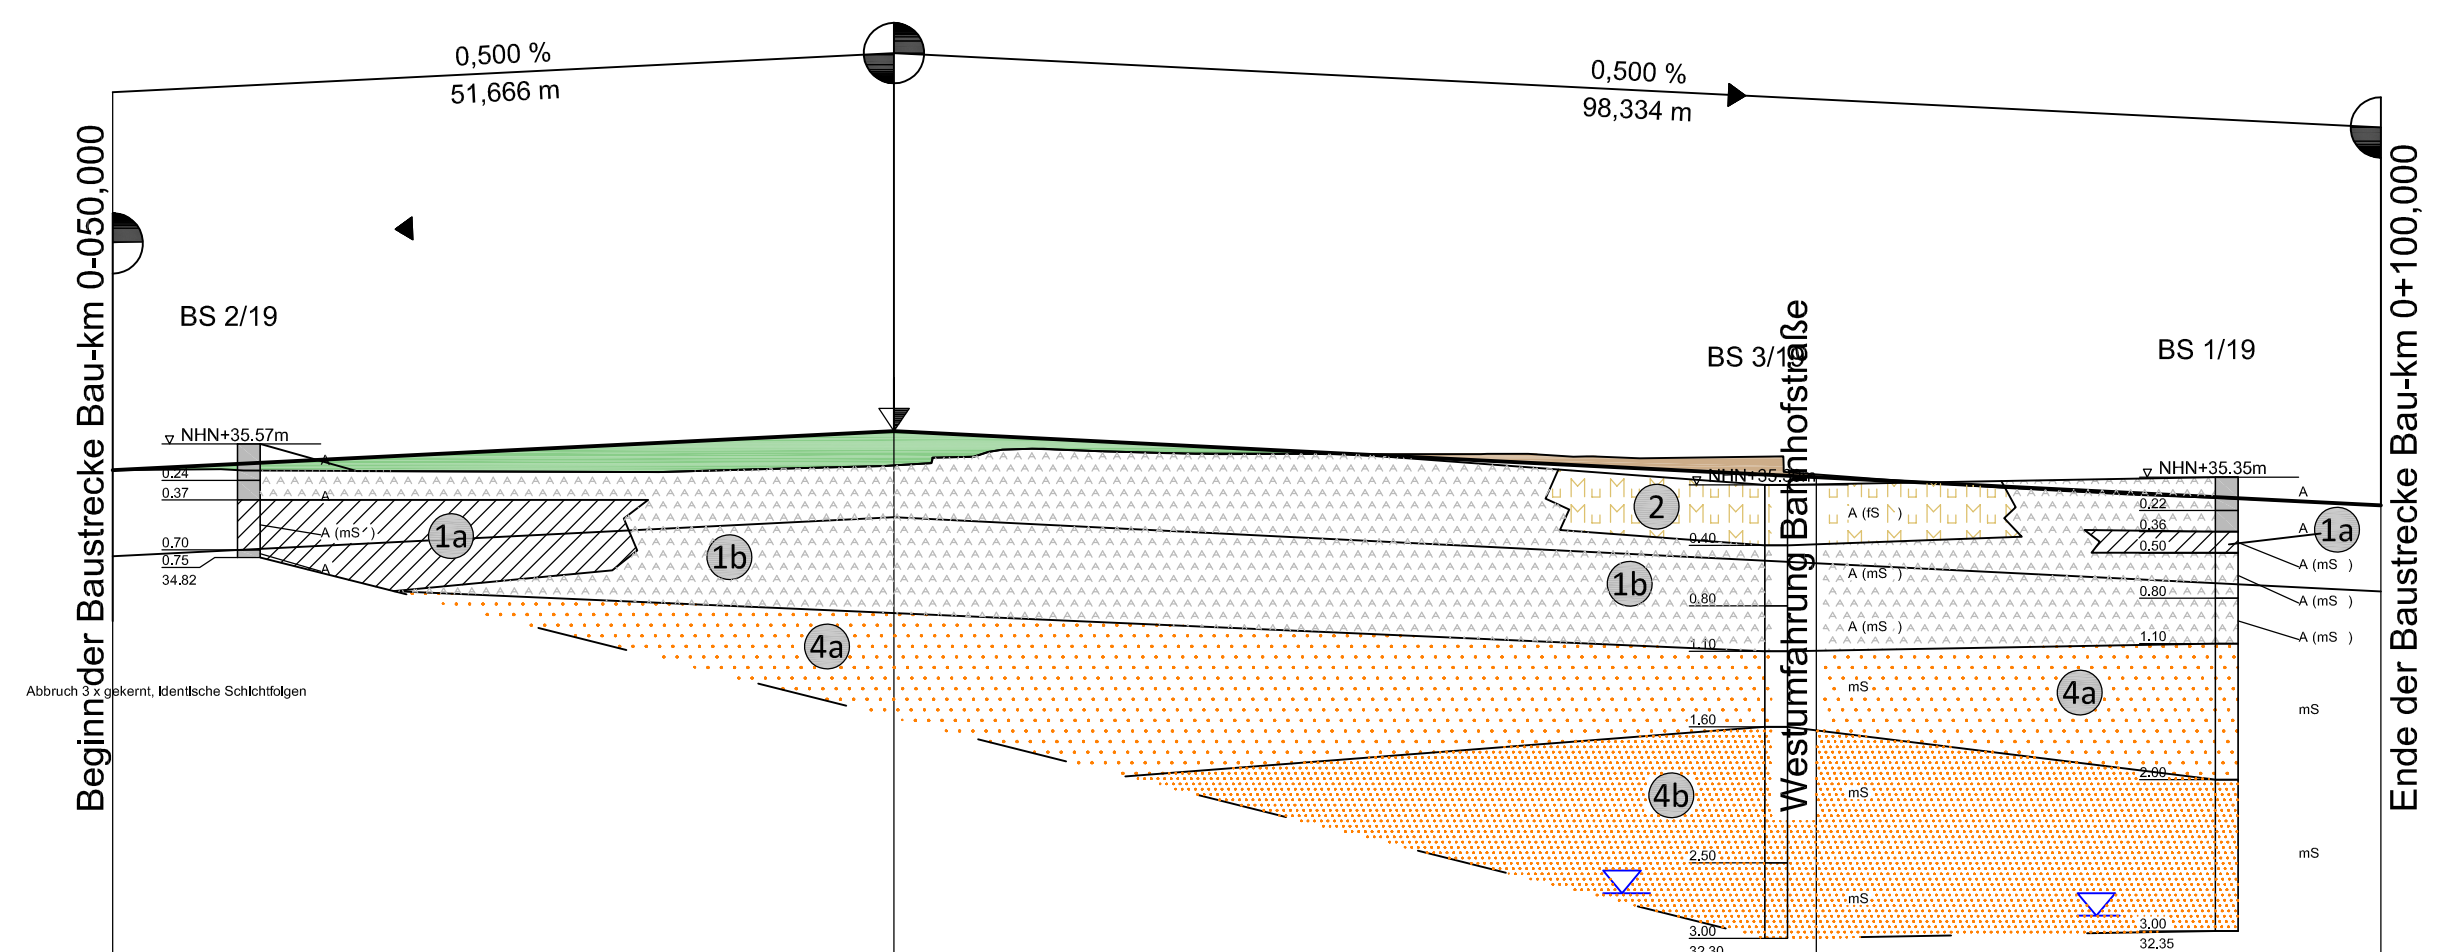 0,500 %
51,666 m
0,500 %
98,334 m
Beginn der Baustrecke Bau-km 0-050,000
Ende der Baustrecke Bau-km 0+100,000
Westumfahrung Bahnhofstraße
BS 2/19
NHN+35.57m
0.24
0.37
0.70
0.75
34.82
A
A
A (mS´)
A
Abbruch 3 x gekernt, identische Schichtfolgen
1a
1b
4a
BS 3/19
0.40
0.80
1.10
1.60
2.50
3.00
32.30
A (fS )
A (mS )
A (mS )
mS
mS
mS
2
1b
4b
BS 1/19
NHN+35.35m
0.22
0.36
0.50
0.80
1.10
2.00
3.00
32.35
A
A
A (mS )
A (mS )
A (mS )
mS
mS
1a
4a